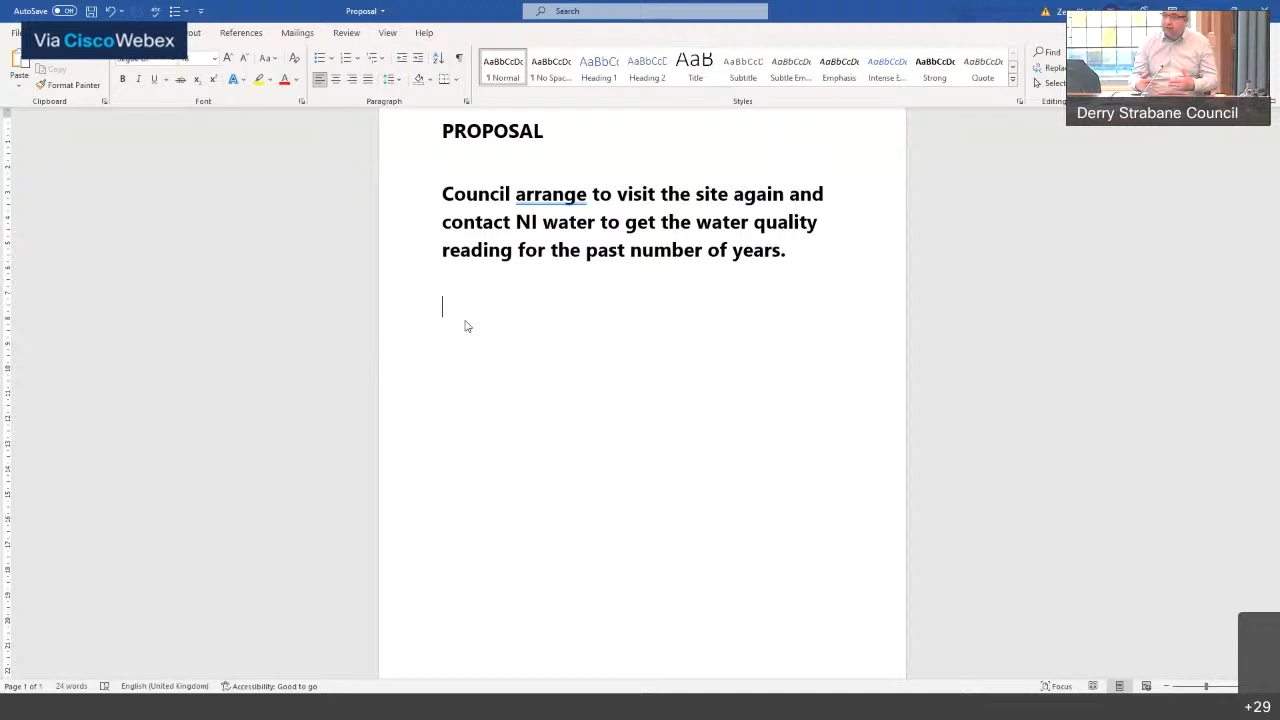 AutoSave Off Proposal Search
Via CiscoWebex
References Mailings Review View Help
Paste Copy Format Painter
Find
Select
AaBbCcDc AaBbCcDc AaBbC( AaBbCcC AaB AaBbCcC AaBbCcDc AaBbCcDc AaBbCcDc AaBbCcDc AaBbCcDc
¶ Normal ¶ No Spac... Heading 1 Heading 2 Title Subtitle Subtle Em... Emphasis Intense E... Strong Quote
Clipboard Font Paragraph Styles Editing
Derry Strabane Council
PROPOSAL
Council arrange to visit the site again and
contact NI water to get the water quality
reading for the past number of years.
Page 1 of 1 24 words English (United Kingdom) Accessibility: Good to go Focus
+29